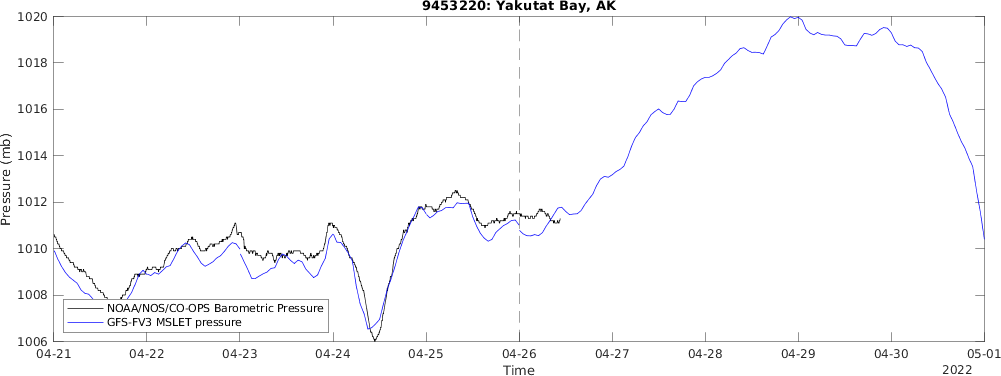 9453220: Yakutat Bay, AK
1020
1018
1016
1014
1012
1010
1008
1006
Pressure (mb)
NOAA/NOS/CO-OPS Barometric Pressure
GFS-FV3 MSLET pressure
04-21 04-22 04-23 04-24 04-25 04-26 04-27 04-28 04-29 04-30 05-01
Time
2022